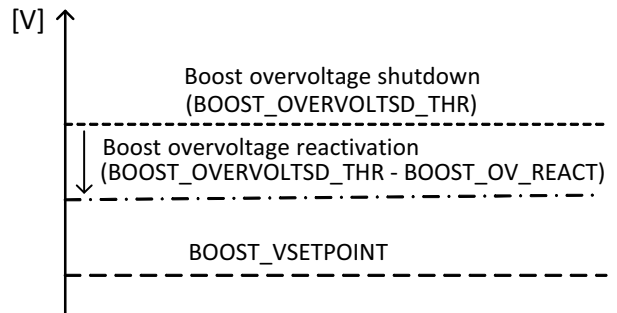 [V]
Boost overvoltage shutdown
(BOOST_OVERVOLTSD_THR)
Boost overvoltage reactivation
(BOOST_OVERVOLTSD_THR - BOOST_OV_REACT)
BOOST_VSETPOINT